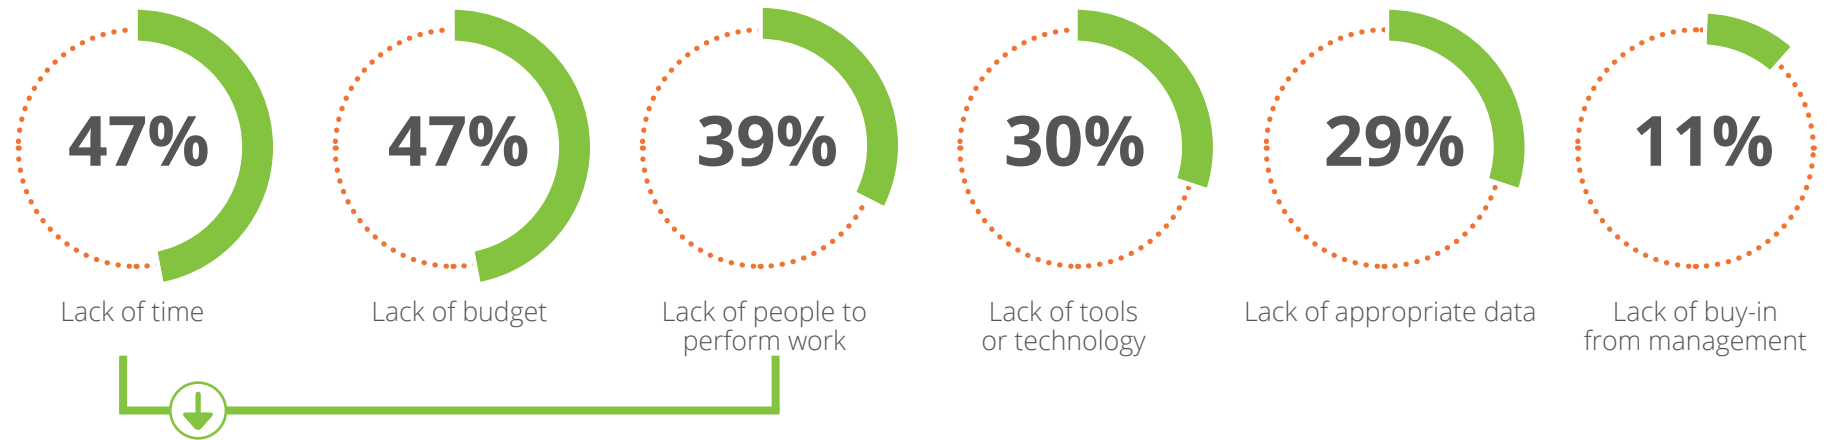 47%
47%
39%
30%
29%
11%
Lack of time
Lack of budget
Lack of people to
perform work
Lack of tools
or technology
Lack of appropriate data
Lack of buy-in
from management